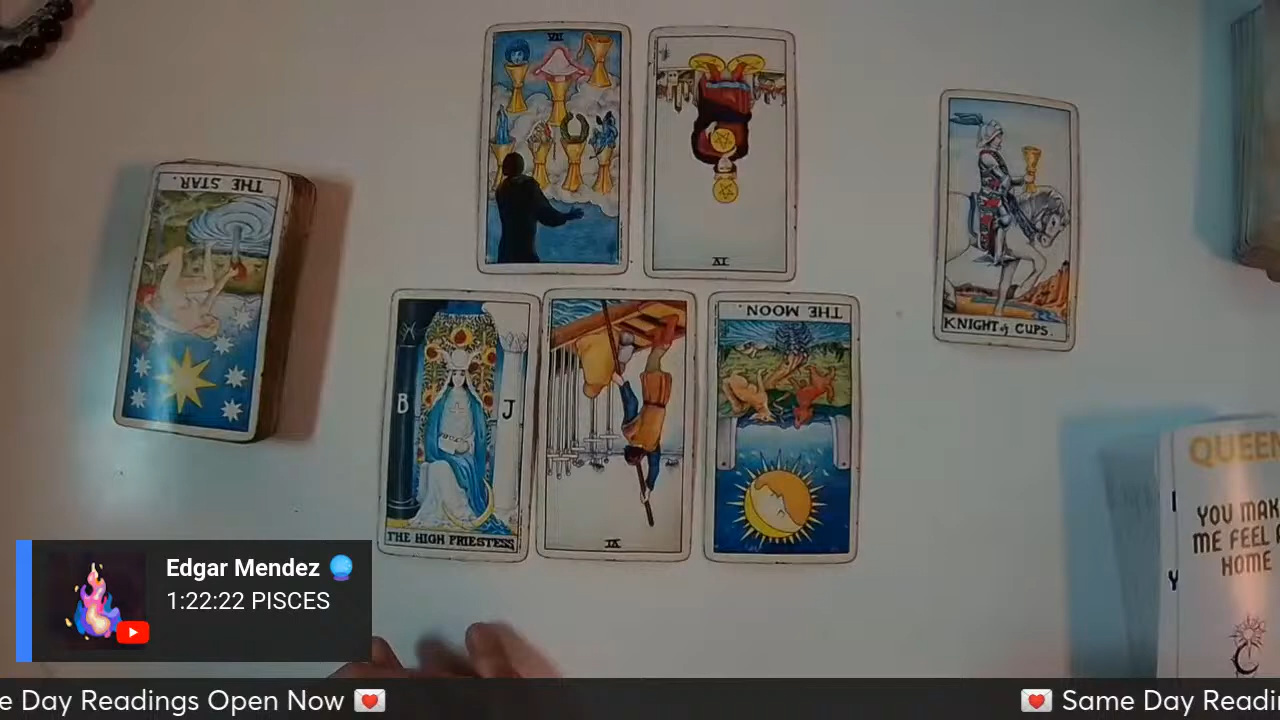 VII
IV
THE STAR.
KNIGHT of CUPS.
THE MOON.
B
J
THE HIGH PRIESTESS
VI
QUEEN
YOU MAK
ME FEEL
HOME
Y
Edgar Mendez 🔮
1:22:22 PISCES
e Day Readings Open Now 💌
💌 Same Day Readi